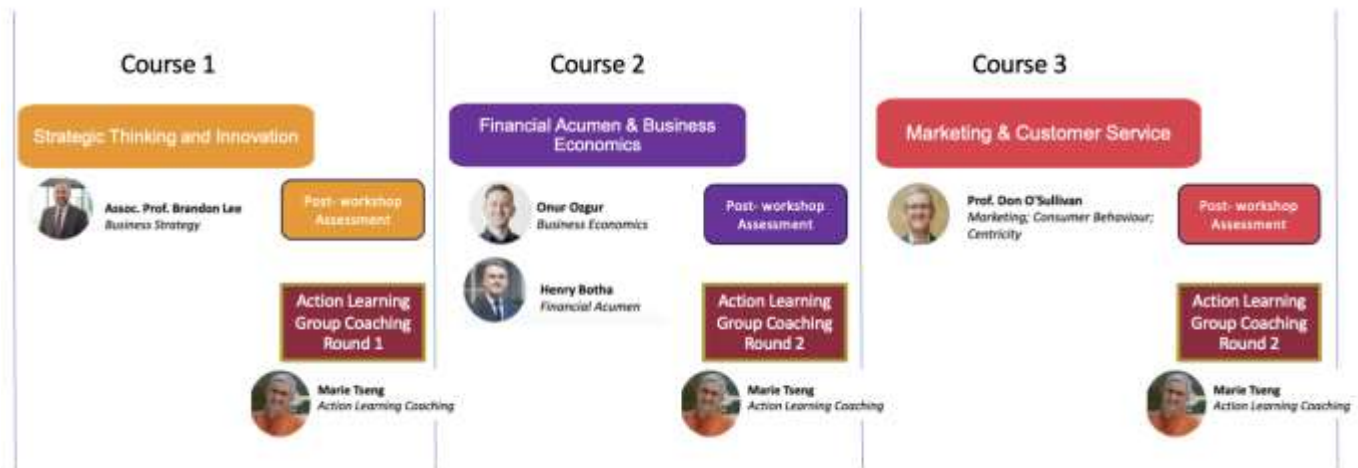 Course 1
Strategic Thinking and Innovation
Assoc. Prof. Brandon Lee
Business Strategy
Post- workshop
Assessment
Action Learning
Group Coaching
Round 1
Marie Tseng
Action Learning Coaching
Course 2
Financial Acumen & Business
Economics
Onur Ozgur
Business Economics
Henry Botha
Financial Acumen
Post- workshop
Assessment
Action Learning
Group Coaching
Round 2
Marie Tseng
Action Learning Coaching
Course 3
Marketing & Customer Service
Prof. Don O'Sullivan
Marketing; Consumer Behaviour;
Centricity
Post- workshop
Assessment
Action Learning
Group Coaching
Round 2
Marie Tseng
Action Learning Coaching